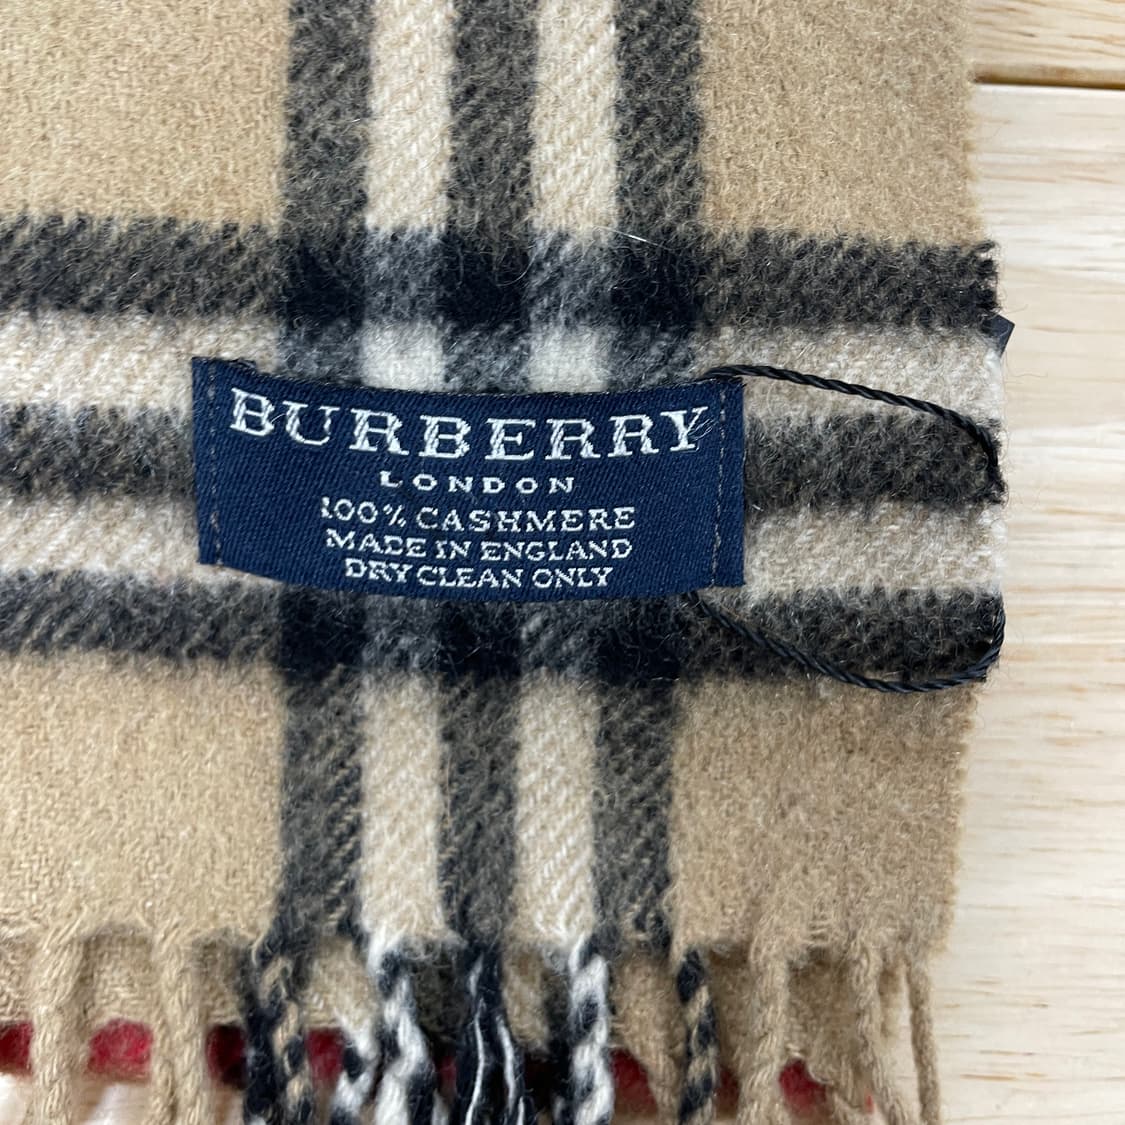 BURBERRY
LONDON
100% CASHMERE
MADE IN ENGLAND
DRY CLEAN ONLY